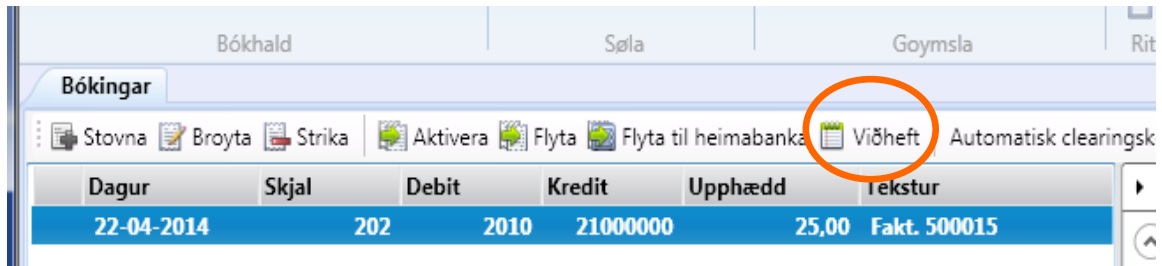 Bókhald Søla Goymsla Rit
Bókingar
Stovna Broyta Strika Aktivera Flyta Flyta til heimabanka Viðheft Automatisk clearingsk
Dagur Skjal Debit Kredit Upphædd Tekstur
22-04-2014 202 2010 21000000 25,00 Fakt. 500015